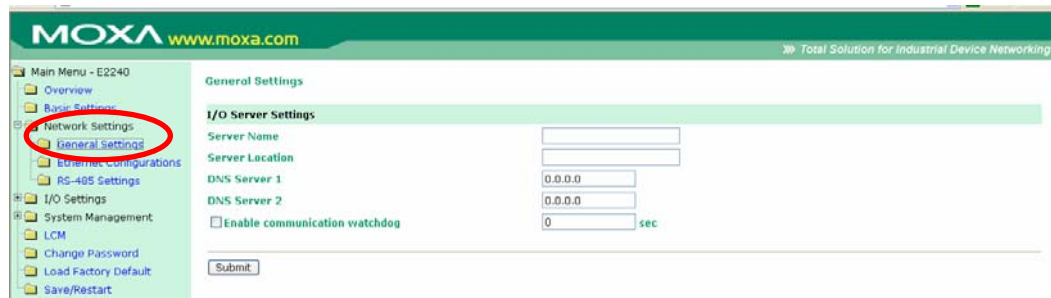 MOXA www.moxa.com
Total Solution for Industrial Device Networking
Main Menu - E2240
Overview
Basic Settings
Network Settings
General Settings
Ethernet Configurations
RS-485 Settings
I/O Settings
System Management
LCM
Change Password
Load Factory Default
Save/Restart
General Settings
I/O Server Settings
Server Name
Server Location
DNS Server 1 0.0.0.0
DNS Server 2 0.0.0.0
Enable communication watchdog 0 sec
Submit